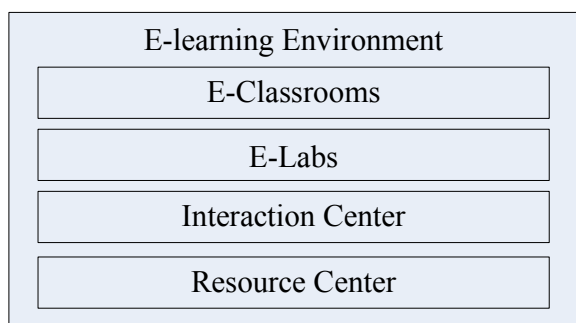 E-learning Environment
E-Classrooms
E-Labs
Interaction Center
Resource Center